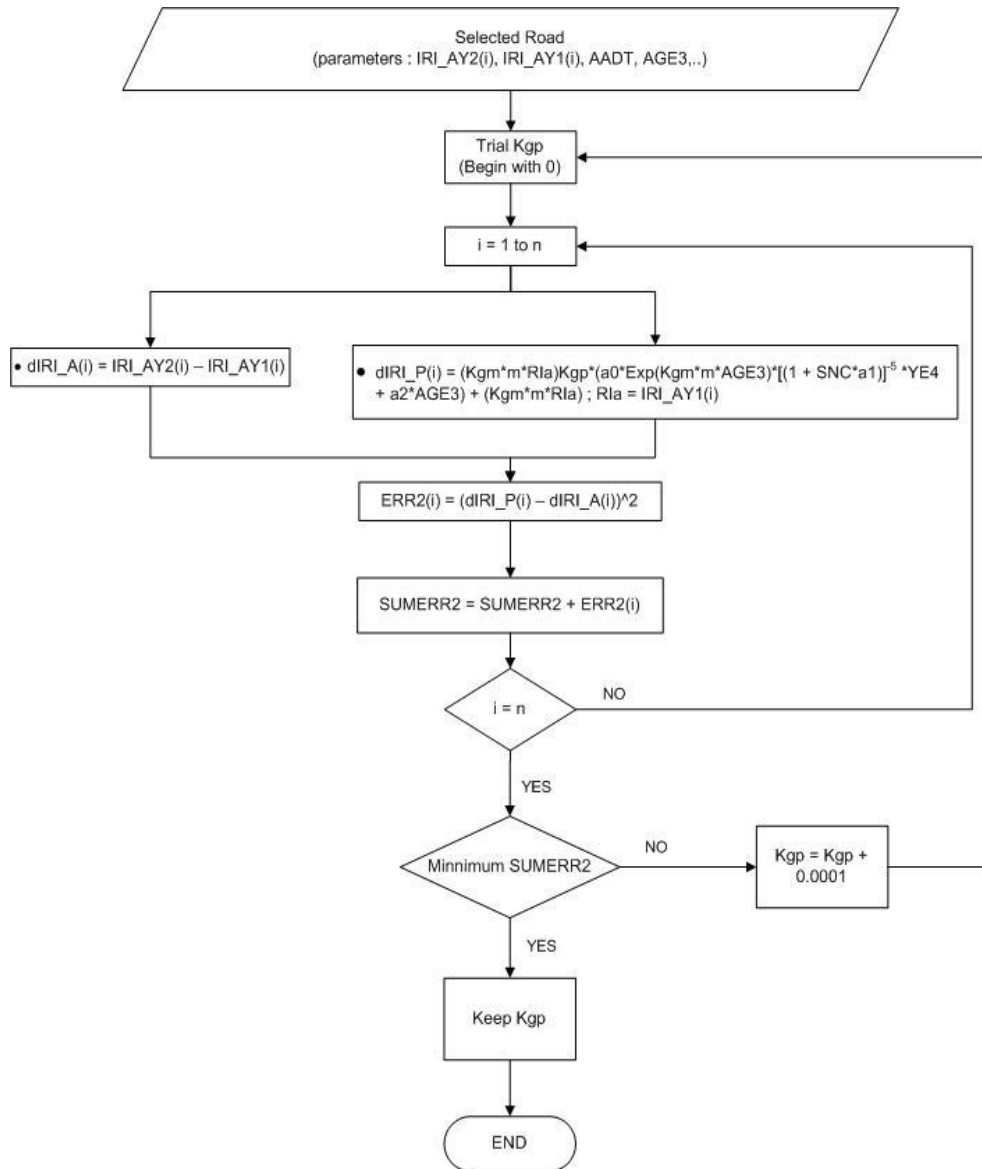 Selected Road
(parameters : IRI_AY2(i), IRI_AY1(i), AADT, AGE3,..)
Trial Kgp
(Begin with 0)
i = 1 to n
• dIRI_A(i) = IRI_AY2(i) – IRI_AY1(i)
• dIRI_P(i) = (Kgm*m*RIa)Kgp*(a0*Exp(Kgm*m*AGE3)*[(1 + SNC*a1)]⁻⁵ *YE4
+ a2*AGE3) + (Kgm*m*RIa) ; RIa = IRI_AY1(i)
ERR2(i) = (dIRI_P(i) – dIRI_A(i))^2
SUMERR2 = SUMERR2 + ERR2(i)
i = n
NO
YES
Minnimum SUMERR2
NO
Kgp = Kgp +
0.0001
YES
Keep Kgp
END